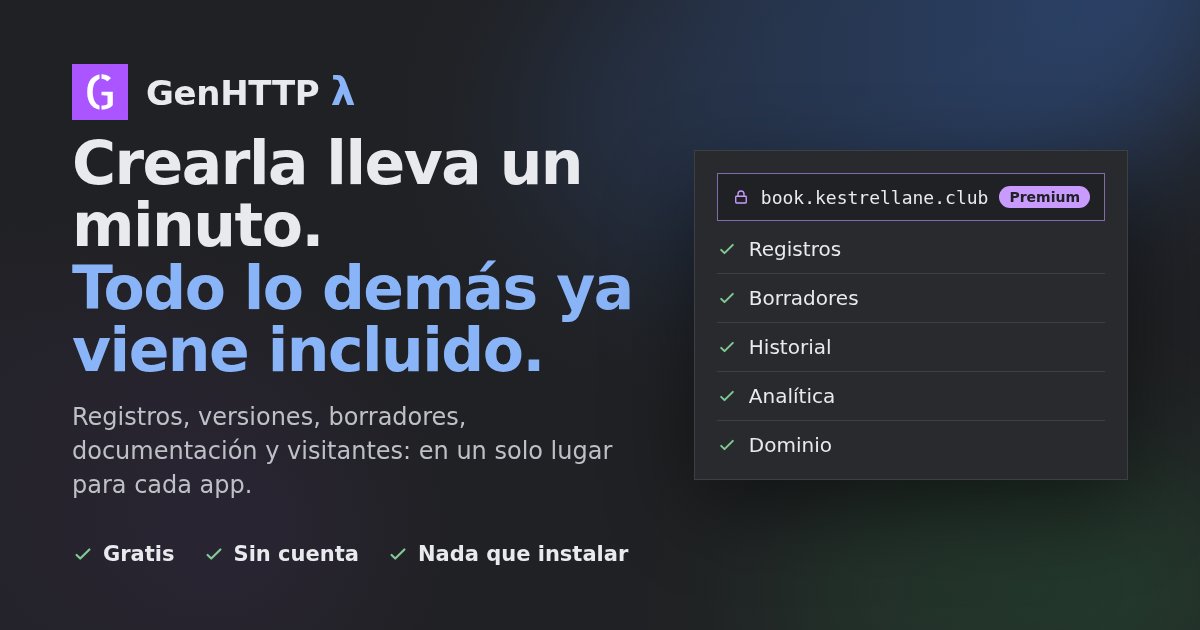 G
GenHTTP λ
Crearla lleva un
minuto.
Todo lo demás ya
viene incluido.
Registros, versiones, borradores,
documentación y visitantes: en un solo lugar
para cada app.
Gratis
Sin cuenta
Nada que instalar
book.kestrellane.club
Premium
Registros
Borradores
Historial
Analítica
Dominio